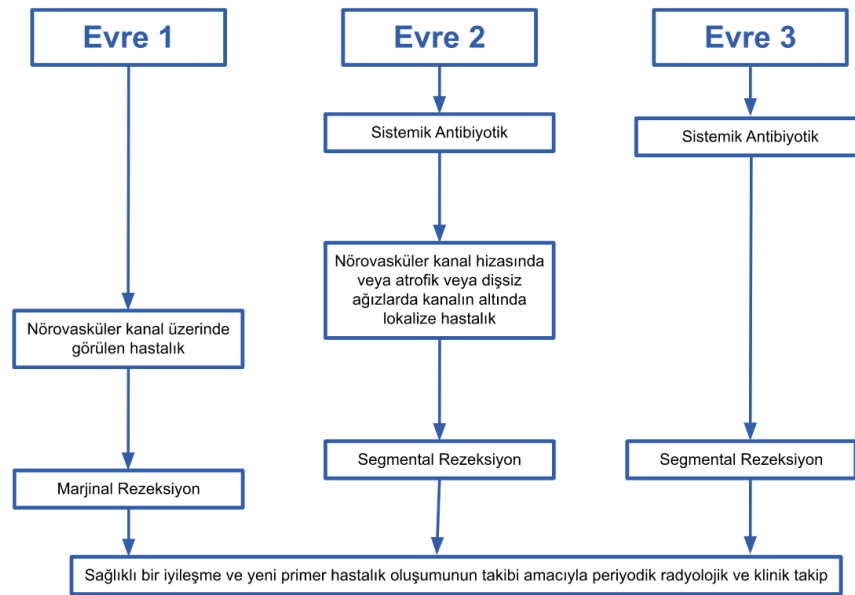 Evre 1
Evre 2
Evre 3
Sistemik Antibiyotik
Sistemik Antibiyotik
Nörovasküler kanal hizasında
veya atrofik veya dişsiz
ağızlarda kanalın altında
lokalize hastalık
Nörovasküler kanal üzerinde
görülen hastalık
Segmental Rezeksiyon
Segmental Rezeksiyon
Marjinal Rezeksiyon
Sağlıklı bir iyileşme ve yeni primer hastalık oluşumunun takibi amacıyla periyodik radyolojik ve klinik takip